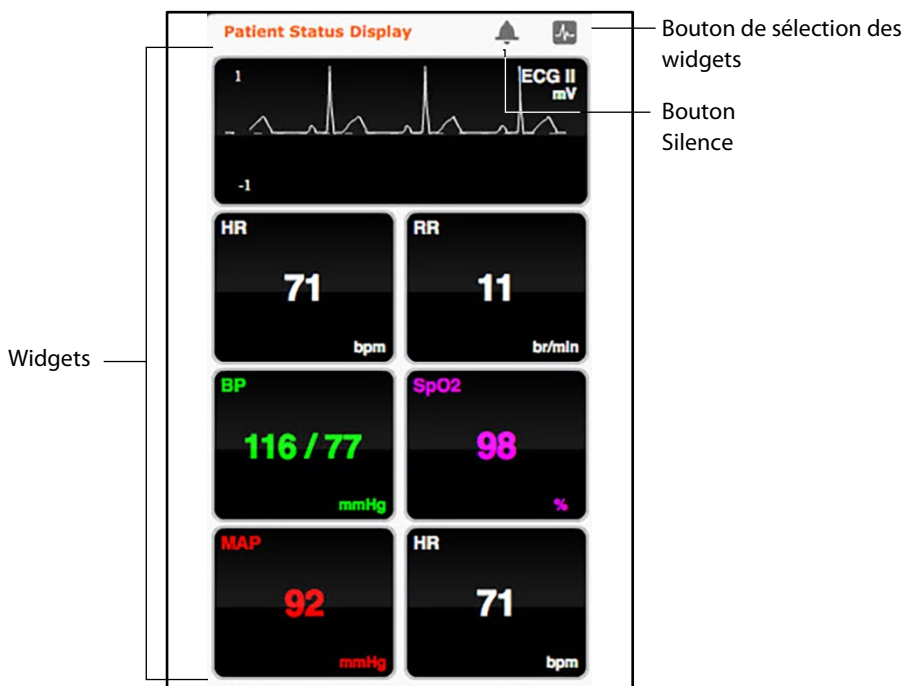 Patient Status Display
Bouton de sélection des
widgets
1
ECG II
mV
Bouton
Silence
-1
HR
71
bpm
RR
11
br/min
Widgets
BP
116 / 77
mmHg
SpO2
98
%
MAP
92
mmHg
HR
71
bpm